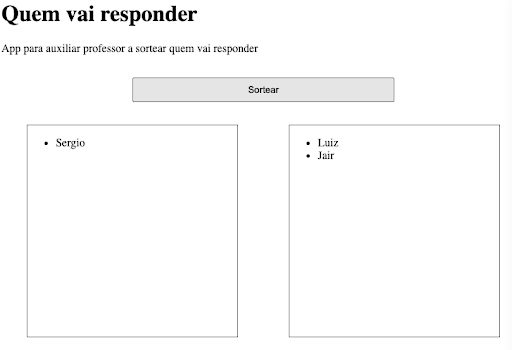 Quem vai responder
App para auxiliar professor a sortear quem vai responder
Sortear
Sergio
Luiz
Jair